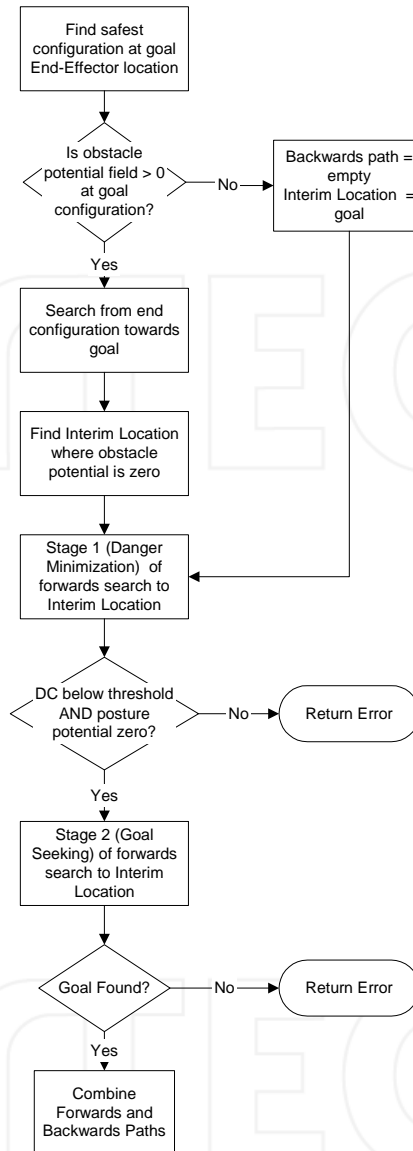 Find safest
configuration at goal
End-Effector location
Is obstacle
potential field > 0
at goal
configuration?
No
Backwards path =
empty
Interim Location =
goal
Yes
Search from end
configuration towards
goal
Find Interim Location
where obstacle
potential is zero
Stage 1 (Danger
Minimization) of
forwards search to
Interim Location
DC below threshold
AND posture
potential zero?
No
Return Error
Yes
Stage 2 (Goal
Seeking) of forwards
search to Interim
Location
Goal Found?
No
Return Error
Yes
Combine
Forwards and
Backwards Paths